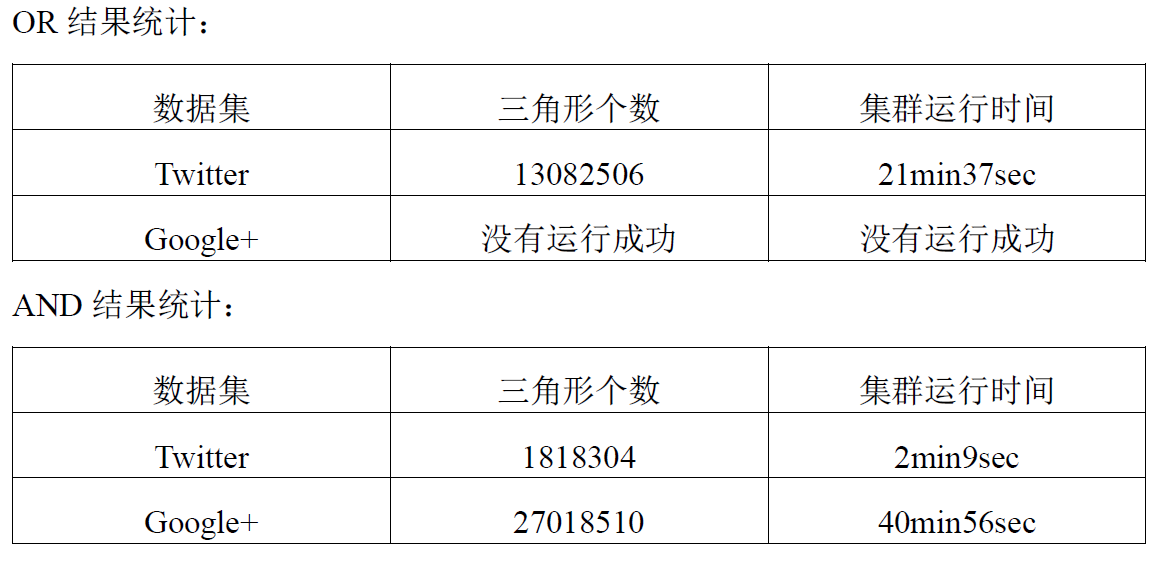 OR 结果统计：
数据集 三角形个数 集群运行时间
Twitter 13082506 21min37sec
Google+ 没有运行成功 没有运行成功
AND 结果统计：
数据集 三角形个数 集群运行时间
Twitter 1818304 2min9sec
Google+ 27018510 40min56sec